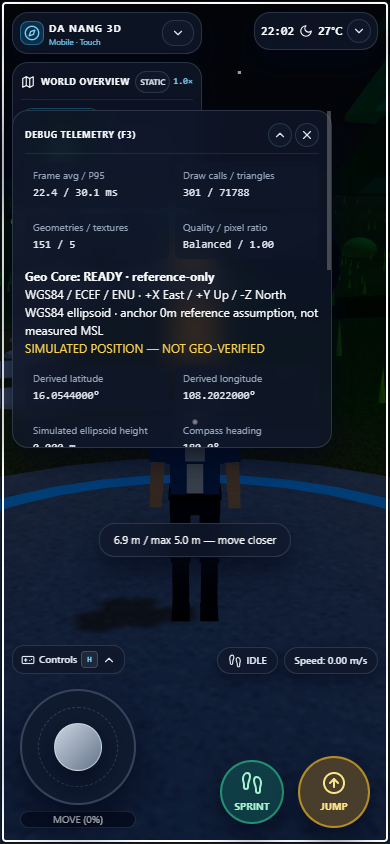 DA NANG 3D
Mobile · Touch
22:02
27°C
WORLD OVERVIEW
STATIC
1.0×
DEBUG TELEMETRY (F3)
Frame avg / P95
22.4 / 30.1 ms
Draw calls / triangles
301 / 71788
Geometries / textures
151 / 5
Quality / pixel ratio
Balanced / 1.00
Geo Core: READY · reference-only
WGS84 / ECEF / ENU · +X East / +Y Up / -Z North
WGS84 ellipsoid · anchor 0m reference assumption, not
measured MSL
SIMULATED POSITION — NOT GEO-VERIFIED
Derived latitude
16.0544000°
Derived longitude
108.2022000°
Simulated ellipsoid height
Compass heading
6.9 m / max 5.0 m — move closer
Controls
H
IDLE
Speed: 0.00 m/s
MOVE (0%)
SPRINT
JUMP